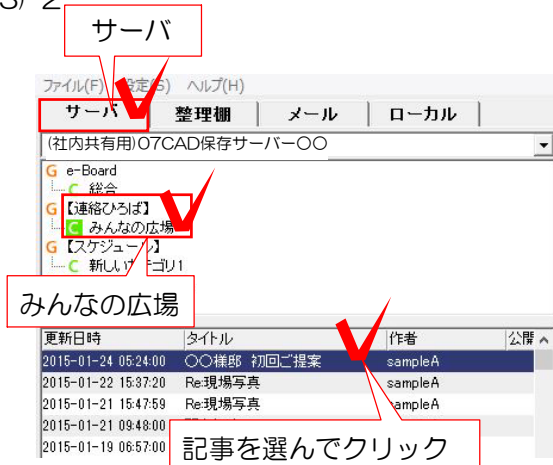 サーバ
ファイル(F) 設定(S) ヘルプ(H)
サーバ 整理棚 メール ローカル
(社内共有用)07CAD保存サーバー〇〇
G e-Board
C 総合
G 【連絡ひろば】
C みんなの広場
G 【スケジュール】
C 新しいカテゴリ1
みんなの広場
更新日時 タイトル 作者 公開
2015-01-24 05:24:00 〇〇様邸 初回ご提案 sampleA
2015-01-22 15:37:20 Re:現場写真 sampleA
2015-01-21 15:47:59 Re:現場写真 sampleA
2015-01-21 09:48:00
2015-01-19 06:57:00
記事を選んでクリック